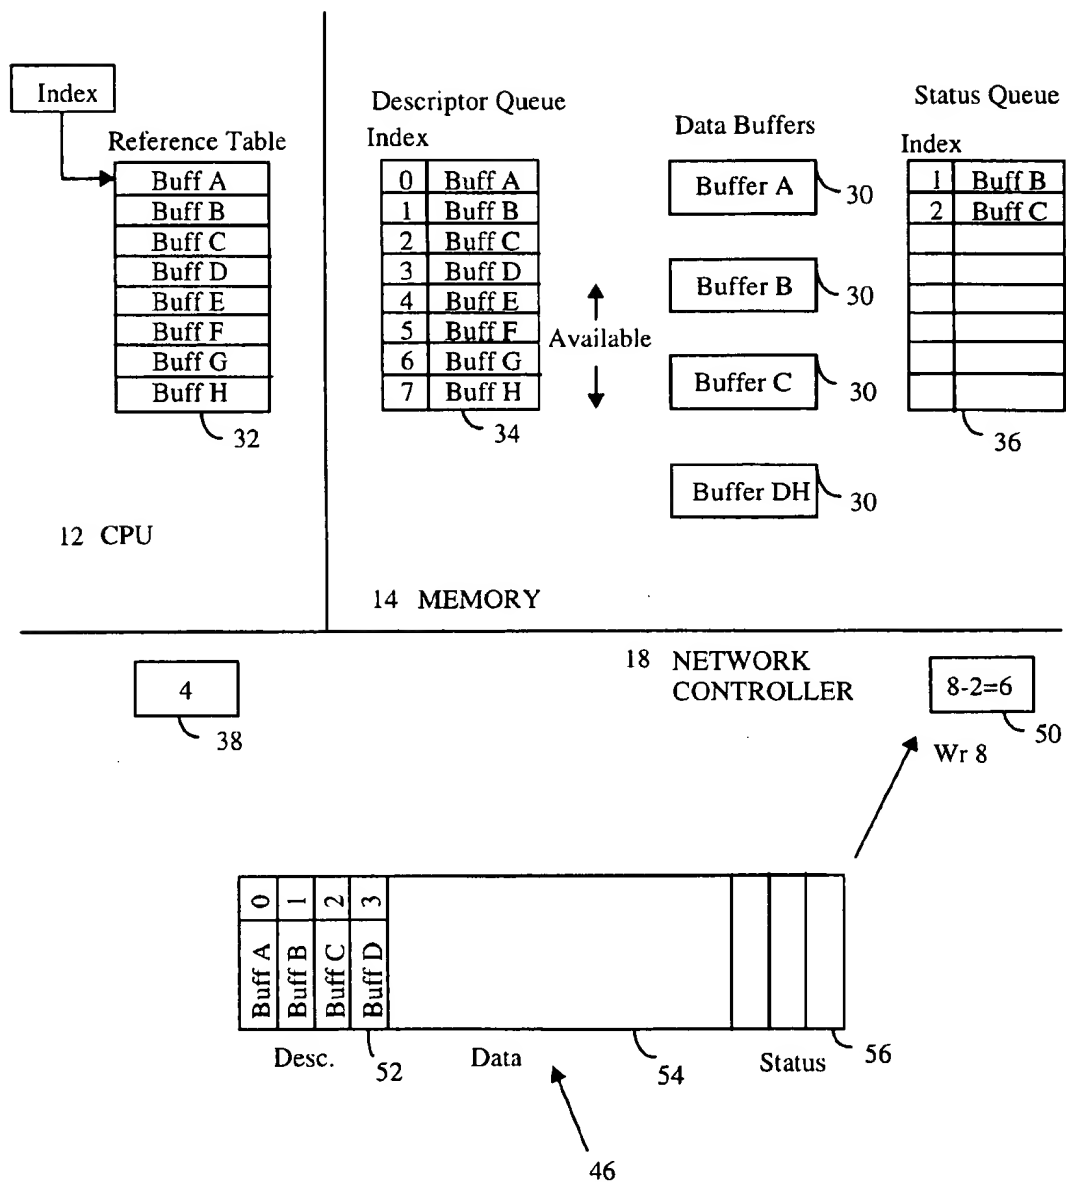 Index
Reference Table
Buff A
Buff B
Buff C
Buff D
Buff E
Buff F
Buff G
Buff H
32
12 CPU
Descriptor Queue
Index
0 Buff A
1 Buff B
2 Buff C
3 Buff D
4 Buff E
5 Buff F
6 Buff G
7 Buff H
34
Available
Data Buffers
Buffer A
30
Buffer B
30
Buffer C
30
Buffer DH
30
Status Queue
Index
1 Buff B
2 Buff C
36
14 MEMORY
4
38
18 NETWORK
CONTROLLER
8-2=6
50
Wr 8
0 1 2 3
Buff A
Buff B
Buff C
Buff D
Desc.
52
Data
54
Status
56
46